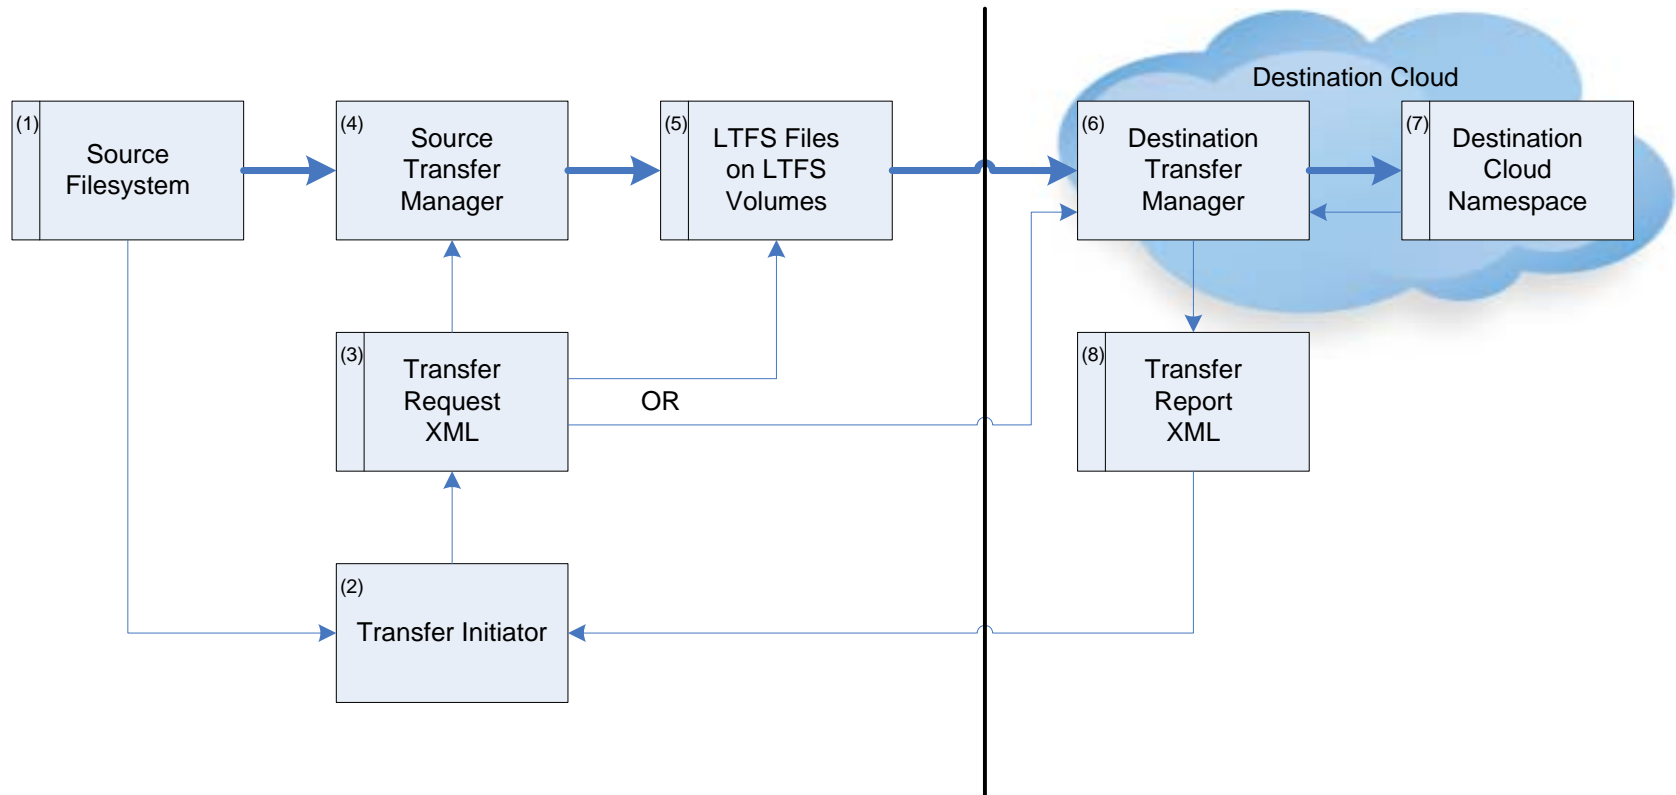 Destination Cloud
(1)
Source
Filesystem
(4)
Source
Transfer
Manager
(5)
LTFS Files
on LTFS
Volumes
(6)
Destination
Transfer
Manager
(7)
Destination
Cloud
Namespace
(3)
Transfer
Request
XML
OR
(8)
Transfer
Report
XML
(2)
Transfer Initiator